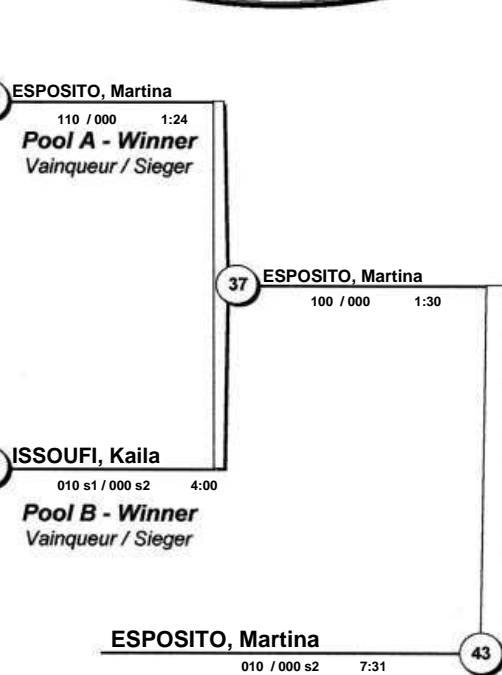 ESPOSITO, Martina
110 / 000 1:24
Pool A - Winner
Vainqueur / Sieger
37
ESPOSITO, Martina
100 / 000 1:30
ISSOUFI, Kaila
010 s1 / 000 s2 4:00
Pool B - Winner
Vainqueur / Sieger
ESPOSITO, Martina
010 / 000 s2 7:31
43